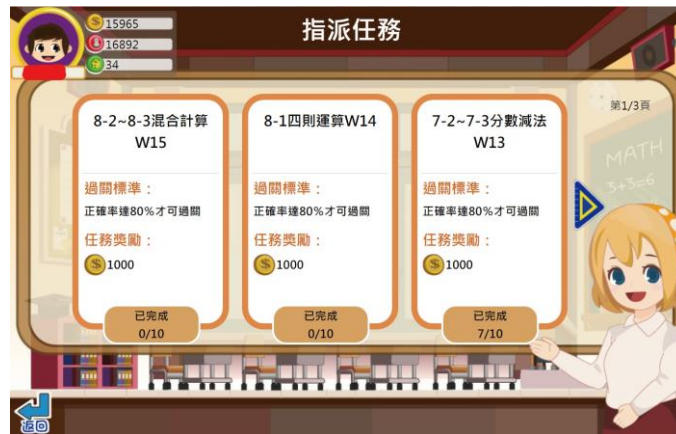 15965
16892
34
指派任務
第1/3頁
8-2~8-3混合計算
W15
過關標準：
正確率達80%才可過關
任務獎勵：
1000
已完成
0/10
8-1四則運算W14
過關標準：
正確率達80%才可過關
任務獎勵：
1000
已完成
0/10
7-2~7-3分數減法
W13
過關標準：
正確率達80%才可過關
任務獎勵：
1000
已完成
7/10
MATH
3+3=6
返回